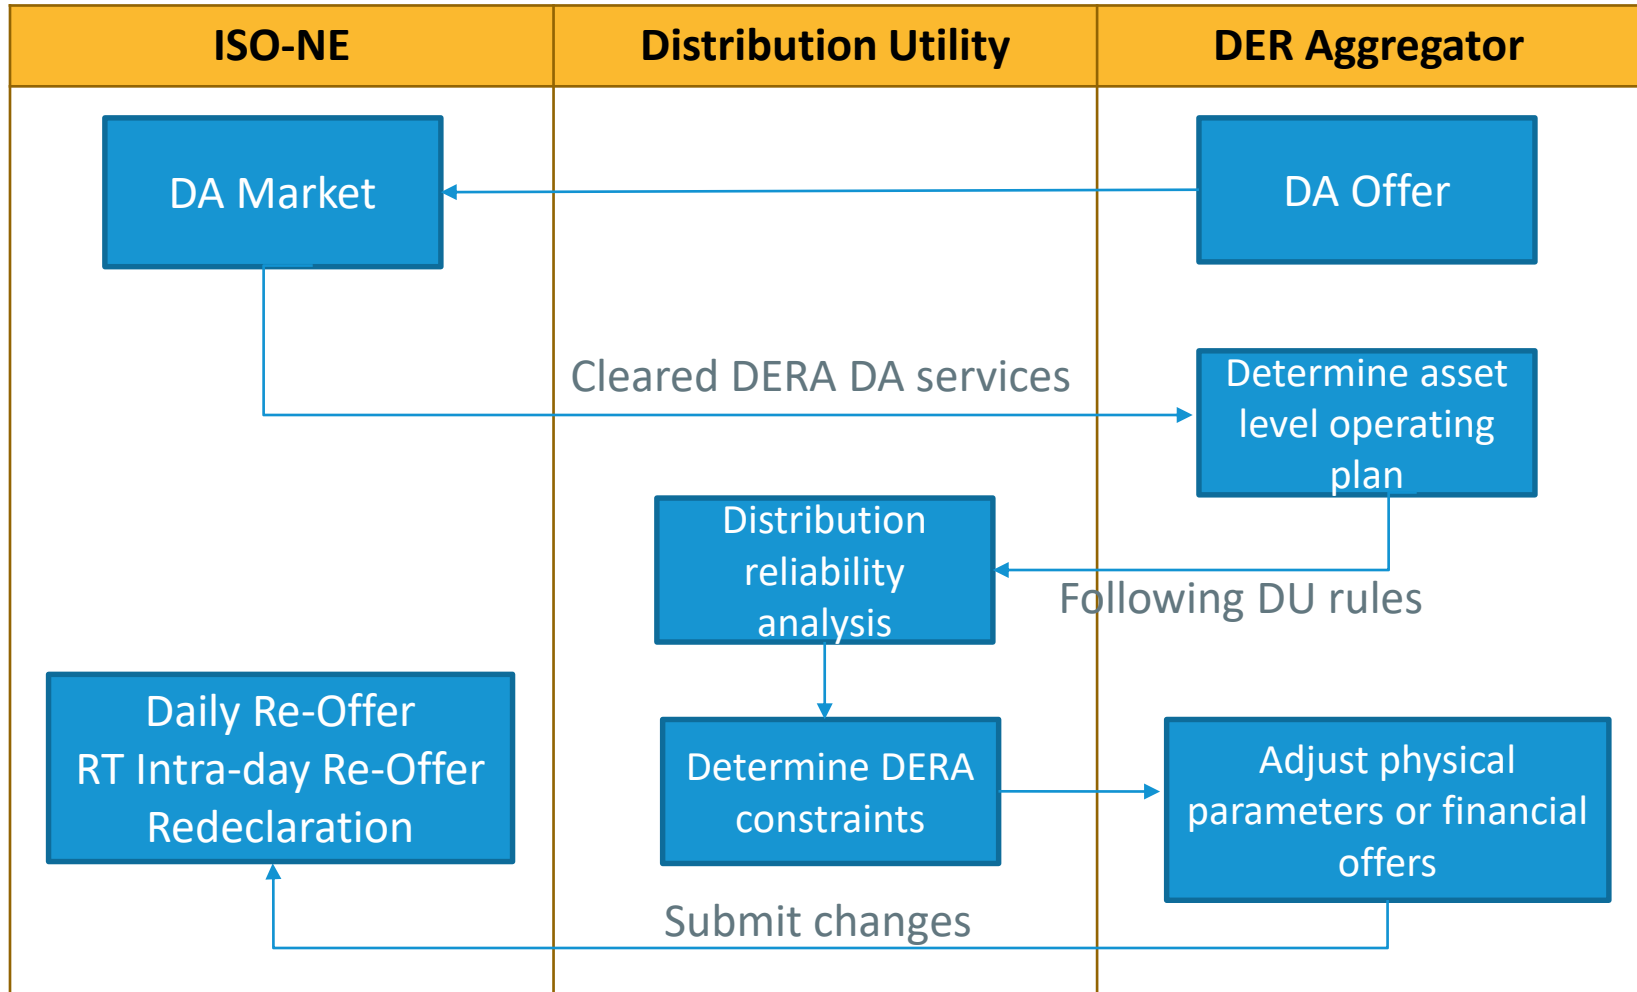 ISO-NE
Distribution Utility
DER Aggregator
DA Market
DA Offer
Cleared DERA DA services
Determine asset
level operating
plan
Distribution
reliability
analysis
Following DU rules
Daily Re-Offer
RT Intra-day Re-Offer
Redeclaration
Determine DERA
constraints
Adjust physical
parameters or financial
offers
Submit changes